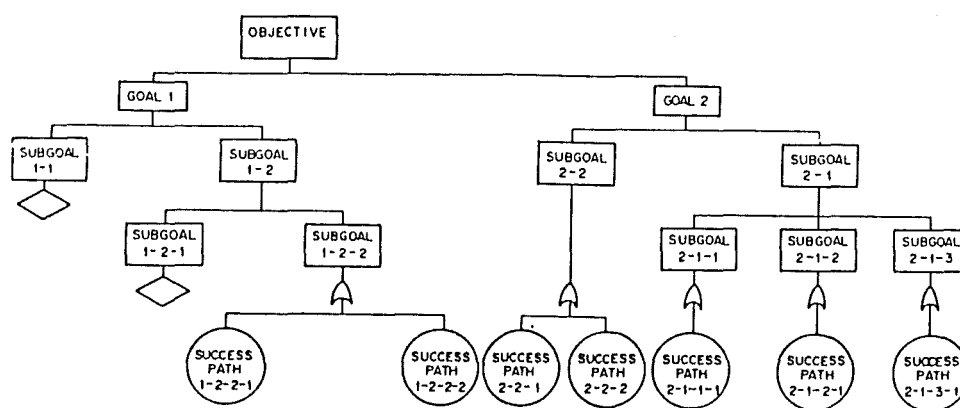 OBJECTIVE
GOAL 1
GOAL 2
SUBGOAL
1-1
SUBGOAL
1-2
SUBGOAL
2-2
SUBGOAL
2-1
SUBGOAL
1-2-1
SUBGOAL
1-2-2
SUBGOAL
2-1-1
SUBGOAL
2-1-2
SUBGOAL
2-1-3
SUCCESS
PATH
1-2-2-1
SUCCESS
PATH
1-2-2-2
SUCCESS
PATH
2-2-1
SUCCESS
PATH
2-2-2
SUCCESS
PATH
2-1-1-1
SUCCESS
PATH
2-1-2-1
SUCCESS
PATH
2-1-3-1